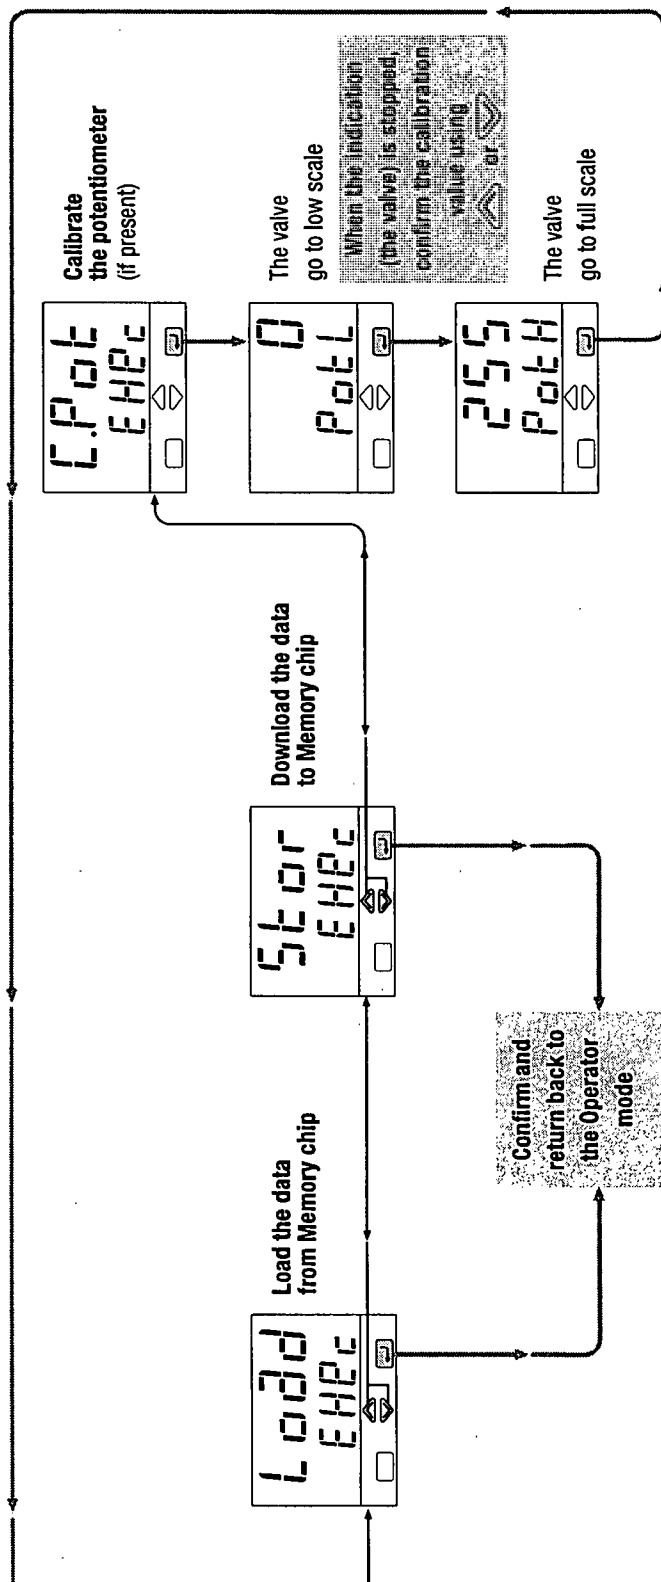 Load the data
from Memory chip
Load
EHEc
Confirm and
return back to
the Operator
mode
Download the data
to Memory chip
Stor
EHEc
Calibrate
the potentiometer
(if present)
C.Pot
EHEc
The valve
go to low scale
0
PotL
When the indication
(the valve) is stopped,
confirm the calibration
value using
or
The valve
go to full scale
255
PotH